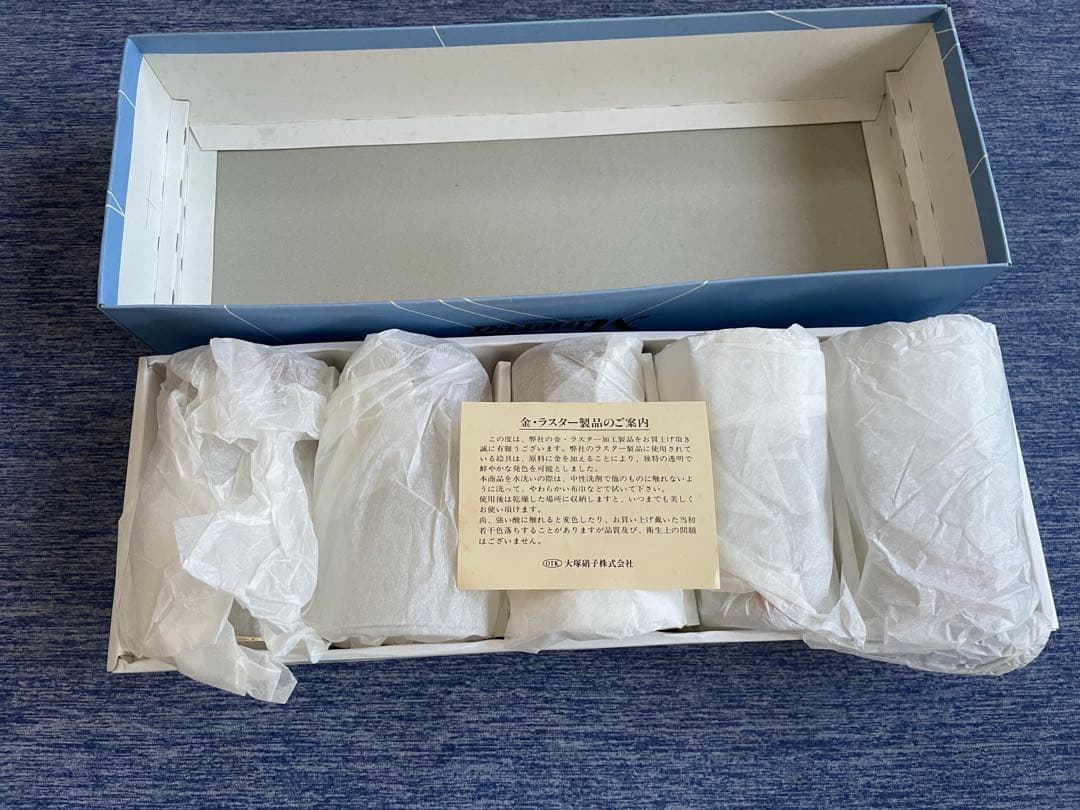 金・ラスター製品のご案内
この度は、弊社の金・ラスター加工製品をお買上げ頂き
誠に有難うございます。弊社のラスター製品に使用されて
いる絵具は、原料に金を加えることにより、独特の透明で
鮮やかな発色を可能としました。
本商品を水洗いの際は、中性洗剤で他のものに触れないよ
うに洗って、やわらかい布巾などで拭いて下さい。
使用後は乾燥した場所に収納しますと、いつまでも美しく
お使い頂けます。
尚、強い酸に触れると変色したり、お買い上げ戴いた当初
若干色落ちすることがありますが品質及び、衛生上の問題
はございません。
OTK 大塚硝子株式会社